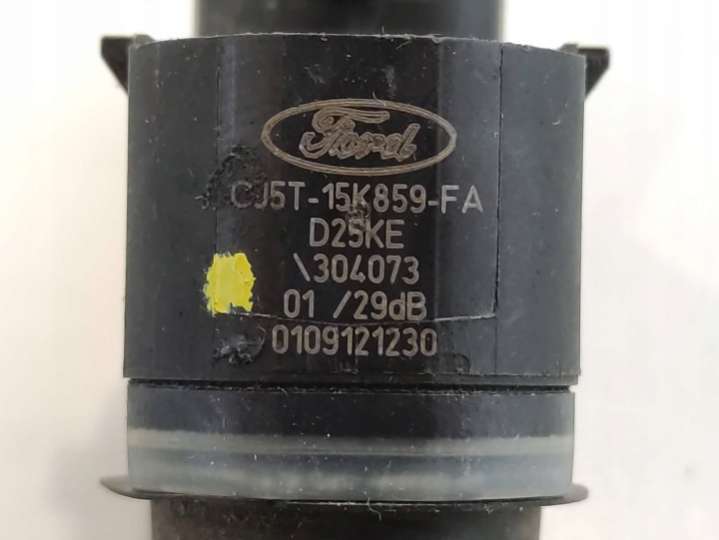 Ford
CJ5T-15K859-FA
D25KE
\304073
01 /29dB
0109121230